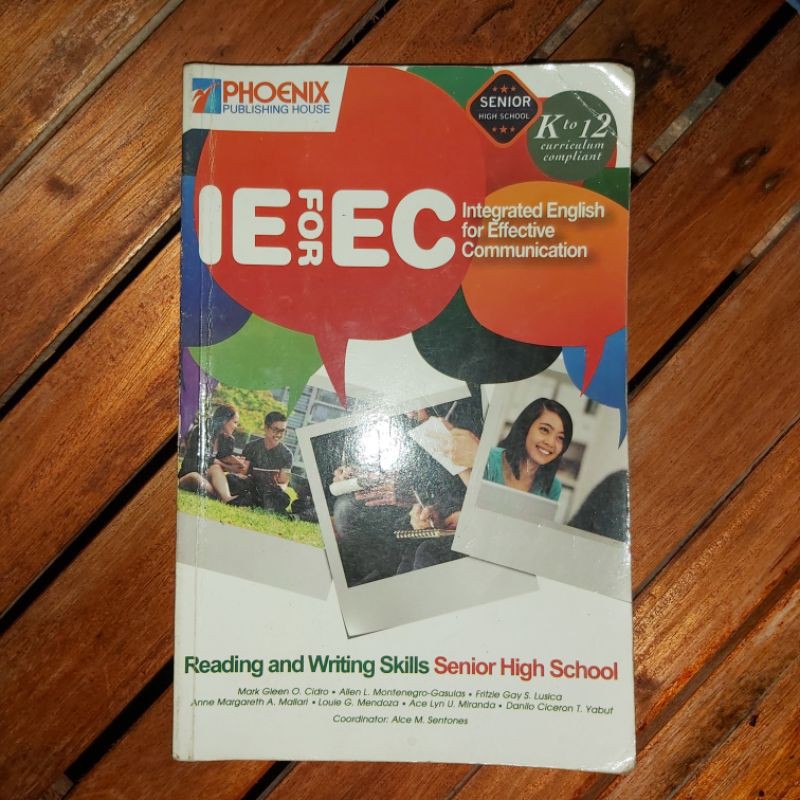 PHOENIX
PUBLISHING HOUSE
SENIOR
HIGH SCHOOL
K to 12
curriculum
compliant
IE FOR EC
Integrated English
for Effective
Communication
Reading and Writing Skills Senior High School
Mark Gleen O. Cidro • Allen L. Montenegro-Gasulas • Fritzie Gay S. Lusica
Anne Margareth A. Mallari • Louie G. Mendoza • Ace Lyn U. Miranda • Danilo Ciceron T. Yabut
Coordinator: Alce M. Sentones